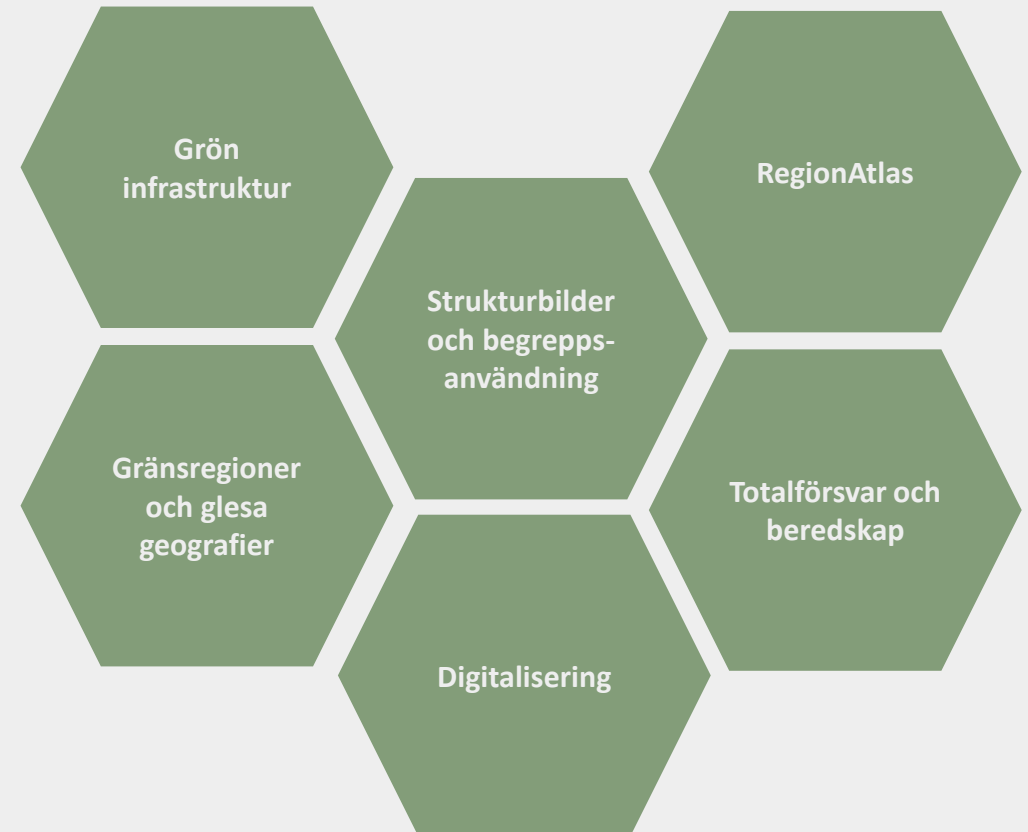 Grön
infrastruktur
RegionAtlas
Strukturbilder
och begrepps-
användning
Gränsregioner
och glesa
geografier
Totalförsvar och
beredskap
Digitalisering